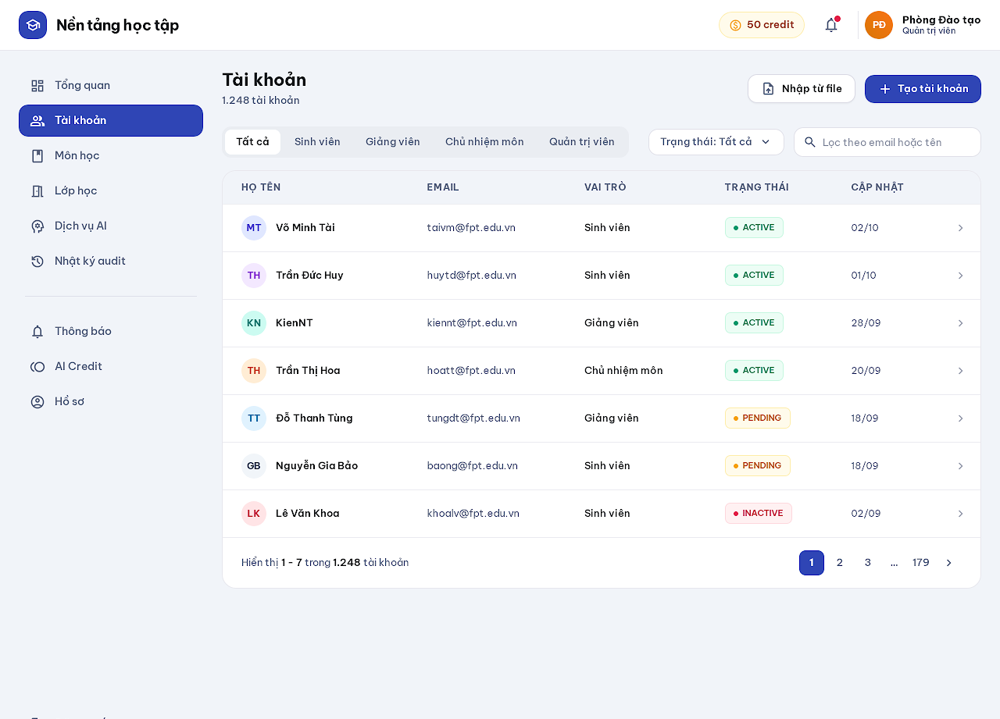 Nền tảng học tập
50 credit
PĐ
Phòng Đào tạo
Quản trị viên
Tổng quan
Tài khoản
Môn học
Lớp học
Dịch vụ AI
Nhật ký audit
Thông báo
AI Credit
Hồ sơ
Tài khoản
1.248 tài khoản
Nhập từ file
Tạo tài khoản
Tất cả Sinh viên Giảng viên Chủ nhiệm môn Quản trị viên
Trạng thái: Tất cả
Lọc theo email hoặc tên
HỌ TÊN EMAIL VAI TRÒ TRẠNG THÁI CẬP NHẬT
MT Võ Minh Tài taivm@fpt.edu.vn Sinh viên ACTIVE 02/10
TH Trần Đức Huy huytd@fpt.edu.vn Sinh viên ACTIVE 01/10
KN KienNT kiennt@fpt.edu.vn Giảng viên ACTIVE 28/09
TH Trần Thị Hoa hoatt@fpt.edu.vn Chủ nhiệm môn ACTIVE 20/09
TT Đỗ Thanh Tùng tungdt@fpt.edu.vn Giảng viên PENDING 18/09
GB Nguyễn Gia Bảo baong@fpt.edu.vn Sinh viên PENDING 18/09
LK Lê Văn Khoa khoalv@fpt.edu.vn Sinh viên INACTIVE 02/09
Hiển thị 1 - 7 trong 1.248 tài khoản
1 2 3 ... 179